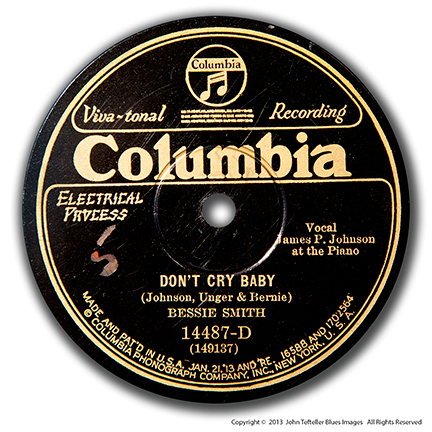 Columbia
Viva-tonal Recording
Columbia
ELECTRICAL
PROCESS
Vocal
James P. Johnson
at the Piano
DON'T CRY BABY
(Johnson, Unger & Bernie)
BESSIE SMITH
14487-D
(149137)
MADE AND PAT'D IN U.S.A. JAN. 21,'13 AND RE. 16588 AND 1702564
© COLUMBIA PHONOGRAPH COMPANY, INC., NEW YORK, U.S.A.
Copyright © 2013 John Tefteller Blues Images All Rights Reserved